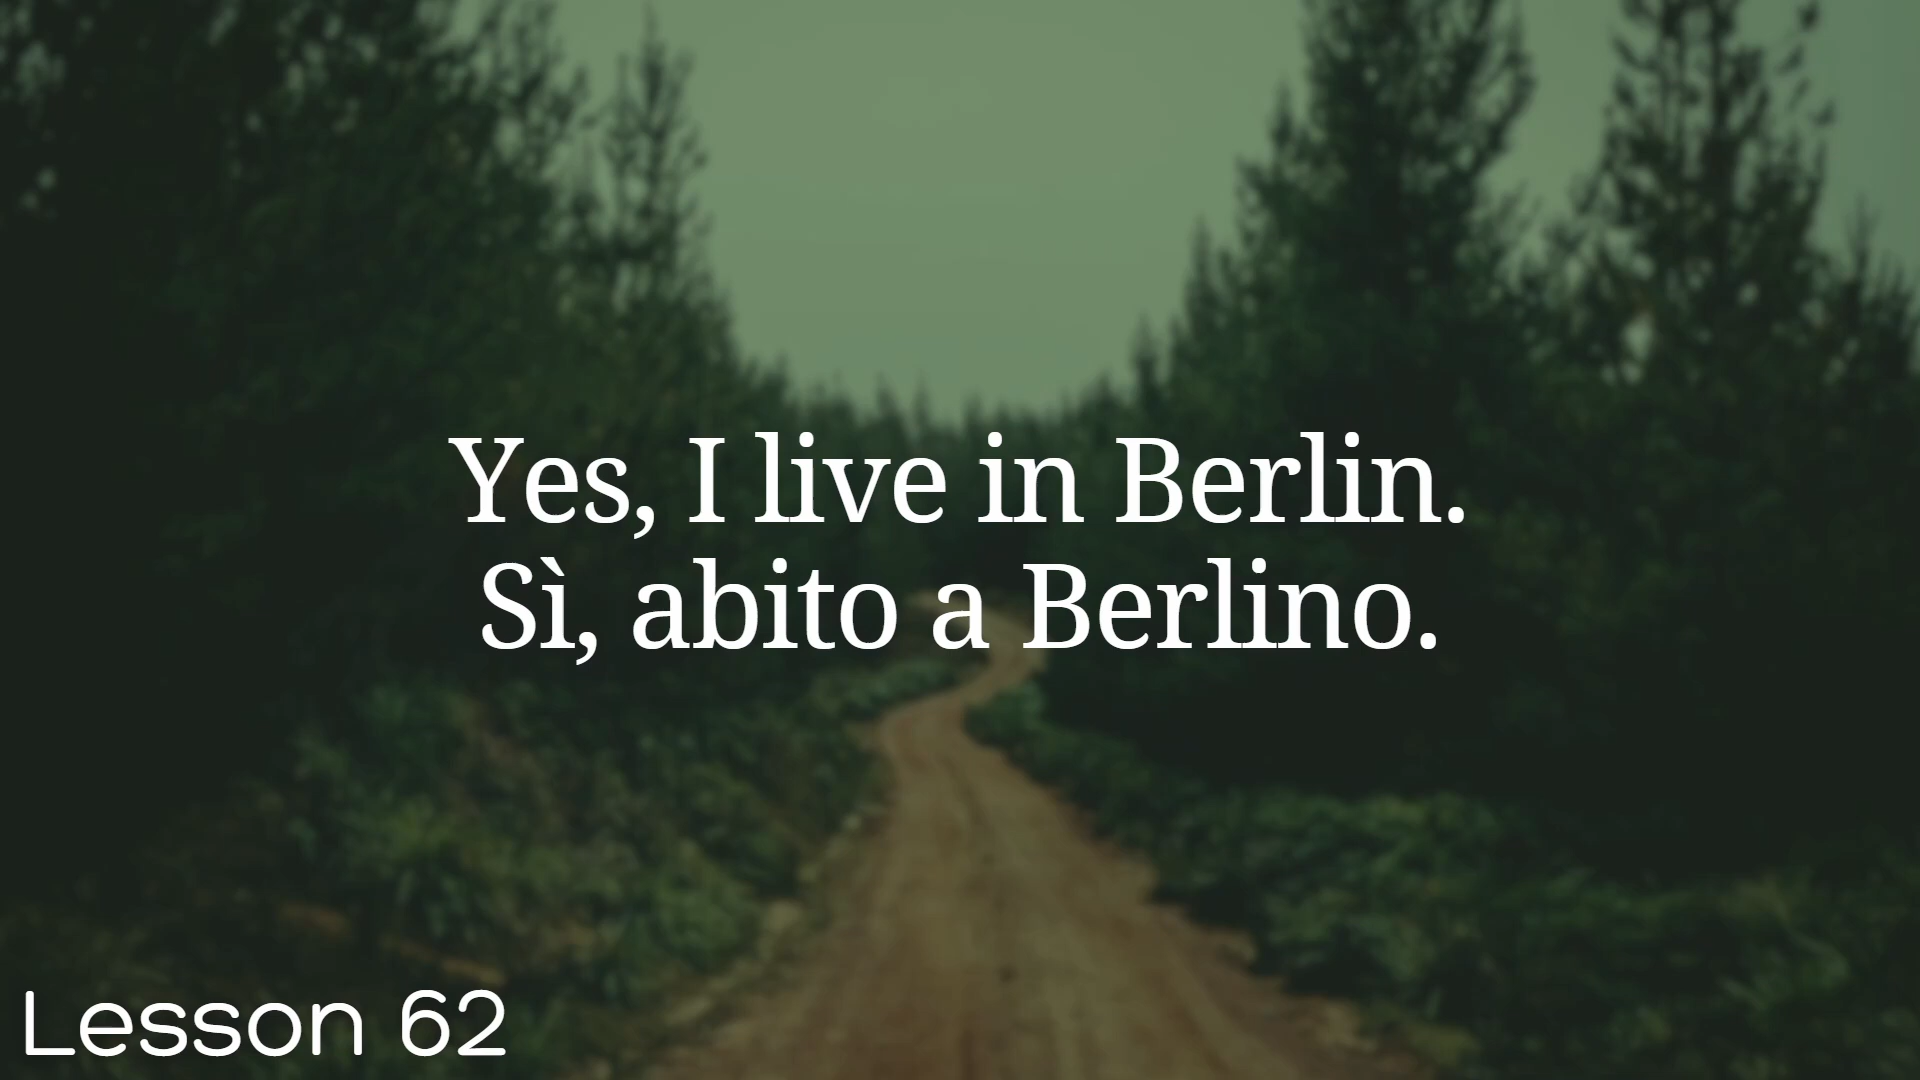 Yes, I live in Berlin.
Sì, abito a Berlino.
Lesson 62